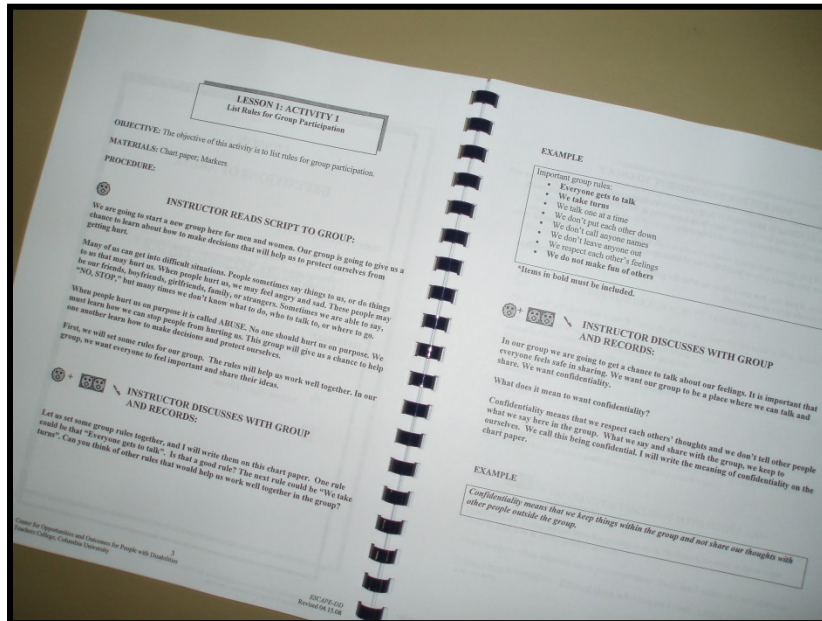 LESSON 1: ACTIVITY 1
List Rules for Group Participation
OBJECTIVE: The objective of this activity is to list rules for group participation.
MATERIALS: Chart paper; Markers
PROCEDURE:
INSTRUCTOR READS SCRIPT TO GROUP:
We are going to start a new group here for men and women. Our group is going to give us a
chance to learn about how to make decisions that will help us to protect ourselves from
getting hurt.
Many of us can get into difficult situations. People sometimes say things to us, or do things
to us that may hurt us. When people hurt us, we may feel angry and sad. These people may
be our friends, boyfriends, girlfriends, family, or strangers. Sometimes we are able to say,
"NO, STOP," but many times we don't know what to do, who to talk to, or where to go.
When people hurt us on purpose it is called ABUSE. No one should hurt us on purpose. We
must learn how we can stop people from hurting us. This group will give us a chance to help
one another learn how to make decisions and protect ourselves.
First, we will set some rules for our group. The rules will help us work well together. In our
group, we want everyone to feel important and share their ideas.
+
INSTRUCTOR DISCUSSES WITH GROUP
AND RECORDS:
Let us set some group rules together, and I will write them on this chart paper. One rule
could be that "Everyone gets to talk". Is that a good rule? The next rule could be "We take
turns". Can you think of other rules that would help us work well together in the group?
3
Center for Opportunities and Outcomes for People with Disabilities
Teachers College, Columbia University
ESCAPE-DD
Revised 04.15.08
EXAMPLE
Important group rules:
• Everyone gets to talk
• We take turns
• We talk one at a time
• We don't put each other down
• We don't call anyone names
• We don't leave anyone out
• We respect each other's feelings
• We do not make fun of others
*Items in bold must be included.
+
INSTRUCTOR DISCUSSES WITH GROUP
AND RECORDS:
In our group we are going to get a chance to talk about our feelings. It is important that
everyone feels safe in sharing. We want our group to be a place where we can talk and
share. We want confidentiality.
What does it mean to want confidentiality?
Confidentiality means that we respect each others' thoughts and we don't tell other people
what we say here in the group. What we say and share with the group, we keep to
ourselves. We call this being confidential. I will write the meaning of confidentiality on the
chart paper.
EXAMPLE
Confidentiality means that we keep things within the group and not share our thoughts with
other people outside the group.